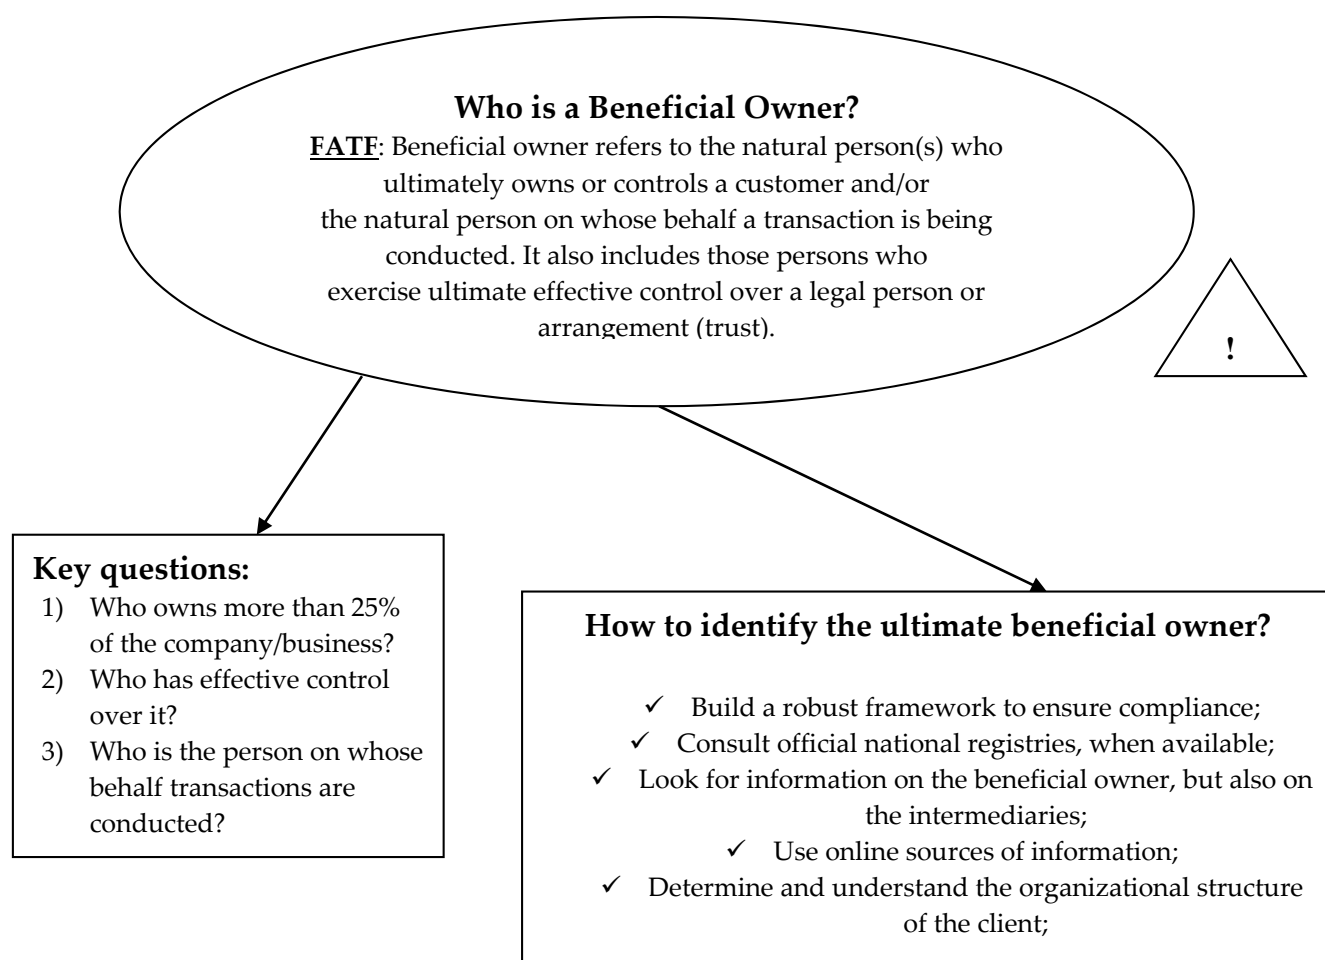 Who is a Beneficial Owner?
FATF: Beneficial owner refers to the natural person(s) who
ultimately owns or controls a customer and/or
the natural person on whose behalf a transaction is being
conducted. It also includes those persons who
exercise ultimate effective control over a legal person or
arrangement (trust).
!
Key questions:
1) Who owns more than 25%
of the company/business?
2) Who has effective control
over it?
3) Who is the person on whose
behalf transactions are
conducted?
How to identify the ultimate beneficial owner?
✓ Build a robust framework to ensure compliance;
✓ Consult official national registries, when available;
✓ Look for information on the beneficial owner, but also on
the intermediaries;
✓ Use online sources of information;
✓ Determine and understand the organizational structure
of the client;